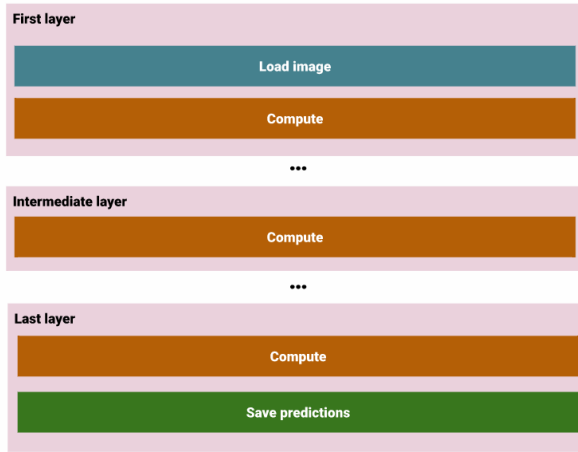 First layer
Load image
Compute
...
Intermediate layer
Compute
...
Last layer
Compute
Save predictions